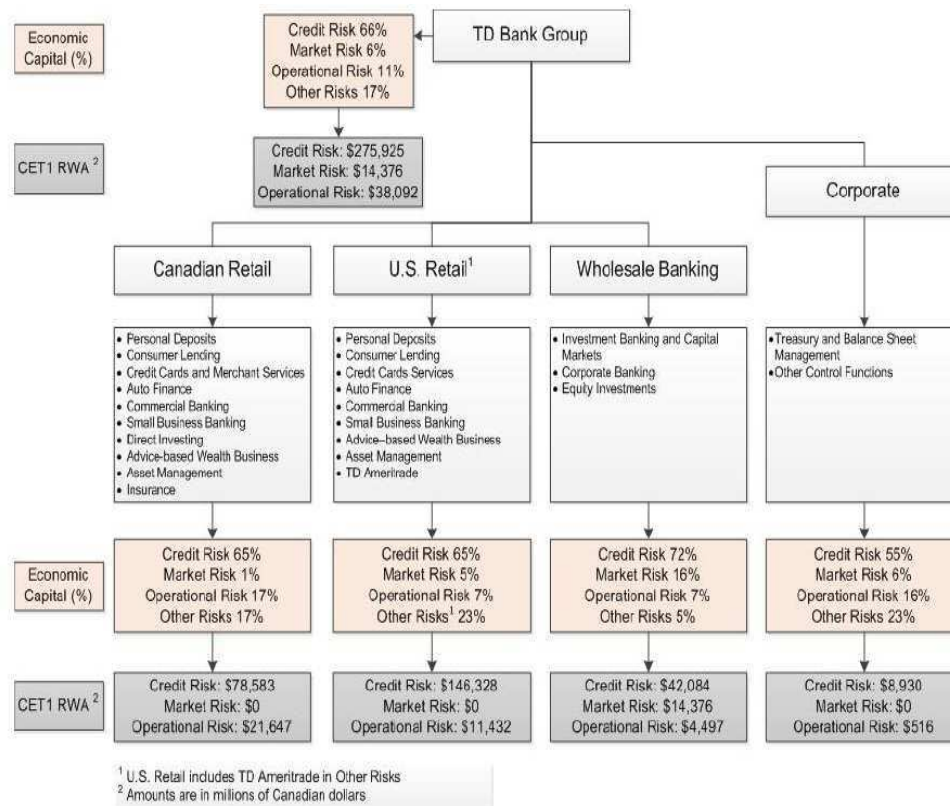 Economic
Capital (%)
Credit Risk 66%
Market Risk 6%
Operational Risk 11%
Other Risks 17%
TD Bank Group
CET1 RWA 2
Credit Risk: $275,925
Market Risk: $14,376
Operational Risk: $38,092
Corporate
Canadian Retail
U.S. Retail1
Wholesale Banking
• Personal Deposits
• Consumer Lending
• Credit Cards and Merchant Services
• Auto Finance
• Commercial Banking
• Small Business Banking
• Direct Investing
• Advice-based Wealth Business
• Asset Management
• Insurance
• Personal Deposits
• Consumer Lending
• Credit Cards Services
• Auto Finance
• Commercial Banking
• Small Business Banking
• Advice–based Wealth Business
• Asset Management
• TD Ameritrade
• Investment Banking and Capital
Markets
• Corporate Banking
• Equity Investments
• Treasury and Balance Sheet
Management
• Other Control Functions
Economic
Capital (%)
Credit Risk 65%
Market Risk 1%
Operational Risk 17%
Other Risks 17%
Credit Risk 65%
Market Risk 5%
Operational Risk 7%
Other Risks1 23%
Credit Risk 72%
Market Risk 16%
Operational Risk 7%
Other Risks 5%
Credit Risk 55%
Market Risk 6%
Operational Risk 16%
Other Risks 23%
CET1 RWA 2
Credit Risk: $78,583
Market Risk: $0
Operational Risk: $21,647
Credit Risk: $146,328
Market Risk: $0
Operational Risk: $11,432
Credit Risk: $42,084
Market Risk: $14,376
Operational Risk: $4,497
Credit Risk: $8,930
Market Risk: $0
Operational Risk: $516
1 U.S. Retail includes TD Ameritrade in Other Risks
2 Amounts are in millions of Canadian dollars